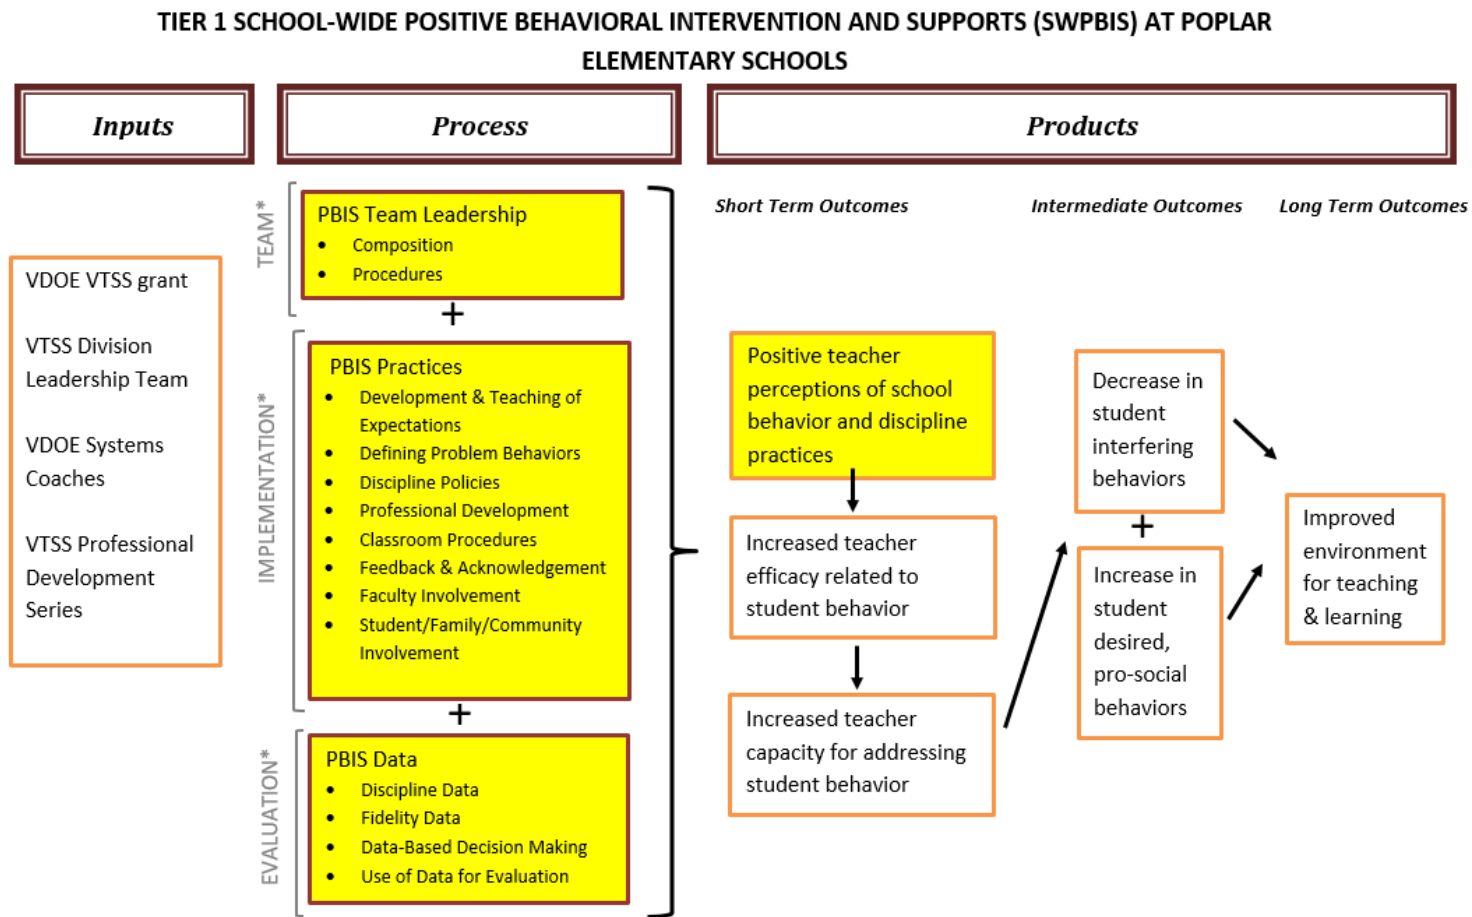 TIER 1 SCHOOL-WIDE POSITIVE BEHAVIORAL INTERVENTION AND SUPPORTS (SWPBIS) AT POPLAR
ELEMENTARY SCHOOLS
Inputs
Process
Products
VDOE VTSS grant
VTSS Division
Leadership Team
VDOE Systems
Coaches
VTSS Professional
Development
Series
TEAM*
PBIS Team Leadership
• Composition
• Procedures
+
IMPLEMENTATION*
PBIS Practices
• Development & Teaching of
Expectations
• Defining Problem Behaviors
• Discipline Policies
• Professional Development
• Classroom Procedures
• Feedback & Acknowledgement
• Faculty Involvement
• Student/Family/Community
Involvement
+
EVALUATION*
PBIS Data
• Discipline Data
• Fidelity Data
• Data-Based Decision Making
• Use of Data for Evaluation
Short Term Outcomes
Positive teacher
perceptions of school
behavior and discipline
practices
Increased teacher
efficacy related to
student behavior
Increased teacher
capacity for addressing
student behavior
Intermediate Outcomes
Decrease in
student
interfering
behaviors
+
Increase in
student
desired,
pro-social
behaviors
Long Term Outcomes
Improved
environment
for teaching
& learning